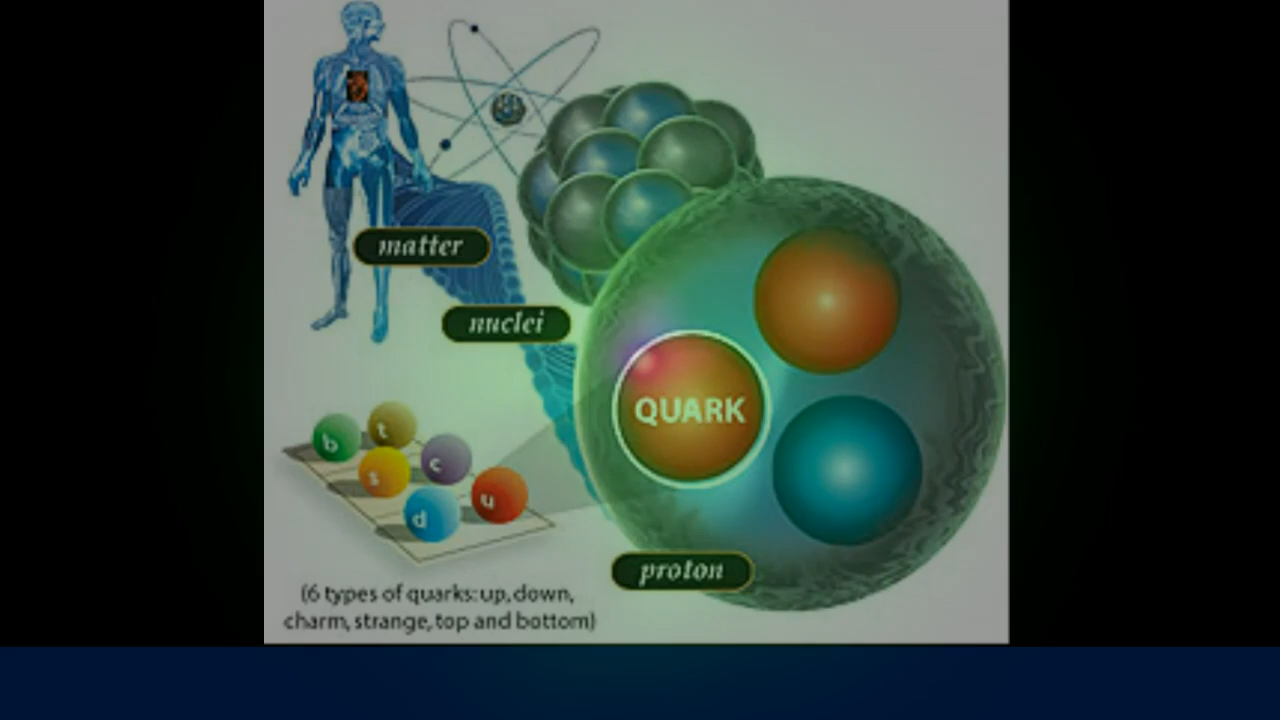 matter
nuclei
QUARK
b
t
s
c
d
u
proton
(6 types of quarks: up, down,
charm, strange, top and bottom)